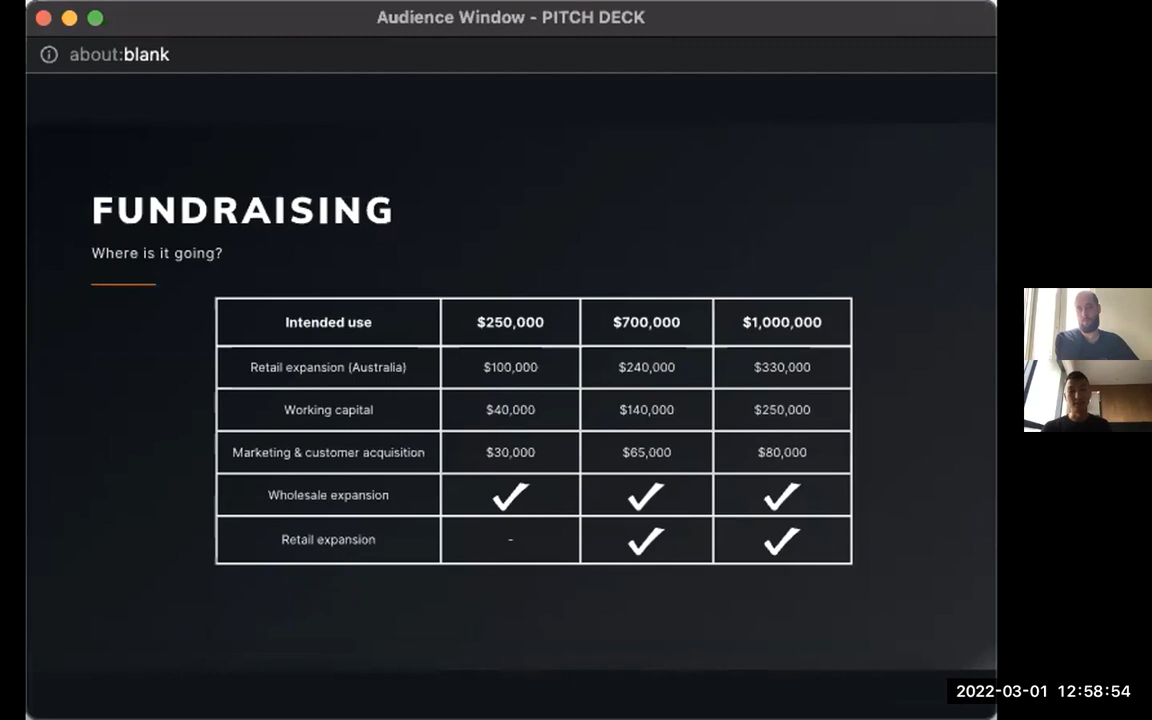 Audience Window - PITCH DECK
about:blank
FUNDRAISING
Where is it going?
Intended use $250,000 $700,000 $1,000,000
Retail expansion (Australia) $100,000 $240,000 $330,000
Working capital $40,000 $140,000 $250,000
Marketing & customer acquisition $30,000 $65,000 $80,000
Wholesale expansion ✓ ✓ ✓
Retail expansion - ✓ ✓
2022-03-01 12:58:54